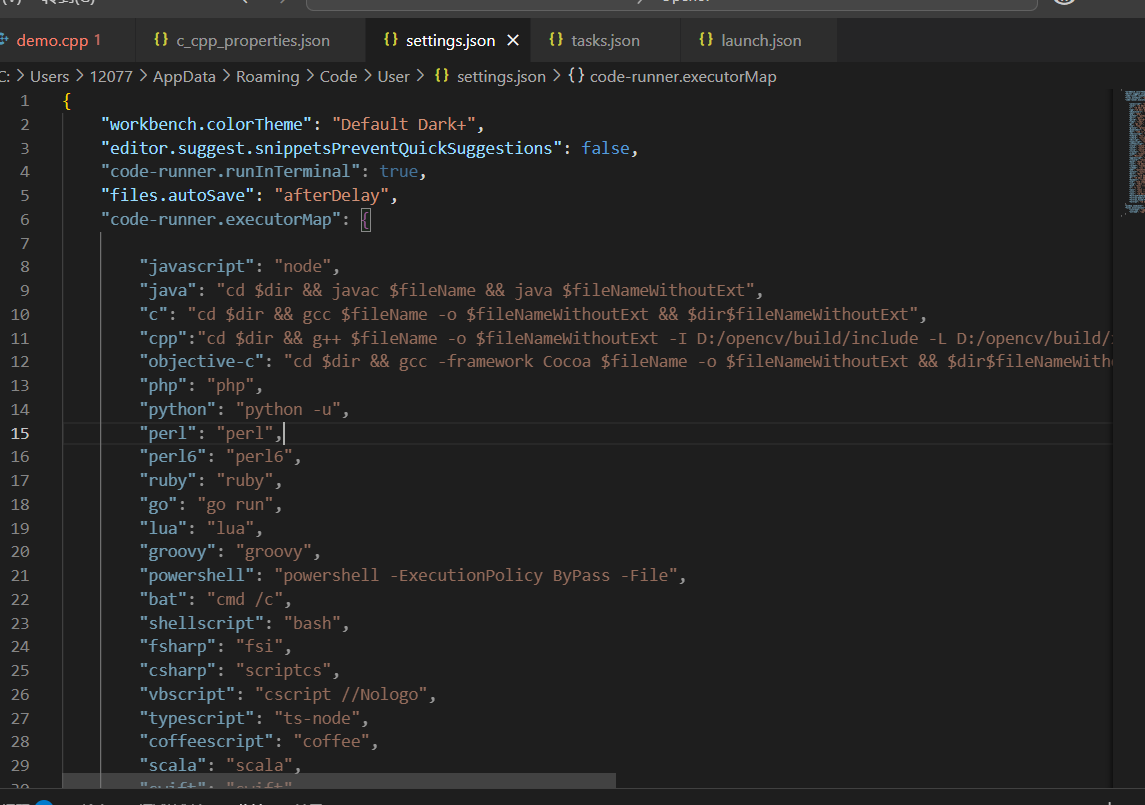 demo.cpp 1
c_cpp_properties.json
settings.json
tasks.json
launch.json
C: > Users > 12077 > AppData > Roaming > Code > User > {} settings.json > {} code-runner.executorMap
1 {
2 "workbench.colorTheme": "Default Dark+",
3 "editor.suggest.snippetsPreventQuickSuggestions": false,
4 "code-runner.runInTerminal": true,
5 "files.autoSave": "afterDelay",
6 "code-runner.executorMap": {
7
8 "javascript": "node",
9 "java": "cd $dir && javac $fileName && java $fileNameWithoutExt",
10 "c": "cd $dir && gcc $fileName -o $fileNameWithoutExt && $dir$fileNameWithoutExt",
11 "cpp":"cd $dir && g++ $fileName -o $fileNameWithoutExt -I D:/opencv/build/include -L D:/opencv/build/
12 "objective-c": "cd $dir && gcc -framework Cocoa $fileName -o $fileNameWithoutExt && $dir$fileNameWith
13 "php": "php",
14 "python": "python -u",
15 "perl": "perl",
16 "perl6": "perl6",
17 "ruby": "ruby",
18 "go": "go run",
19 "lua": "lua",
20 "groovy": "groovy",
21 "powershell": "powershell -ExecutionPolicy ByPass -File",
22 "bat": "cmd /c",
23 "shellscript": "bash",
24 "fsharp": "fsi",
25 "csharp": "scriptcs",
26 "vbscript": "cscript //Nologo",
27 "typescript": "ts-node",
28 "coffeescript": "coffee",
29 "scala": "scala",